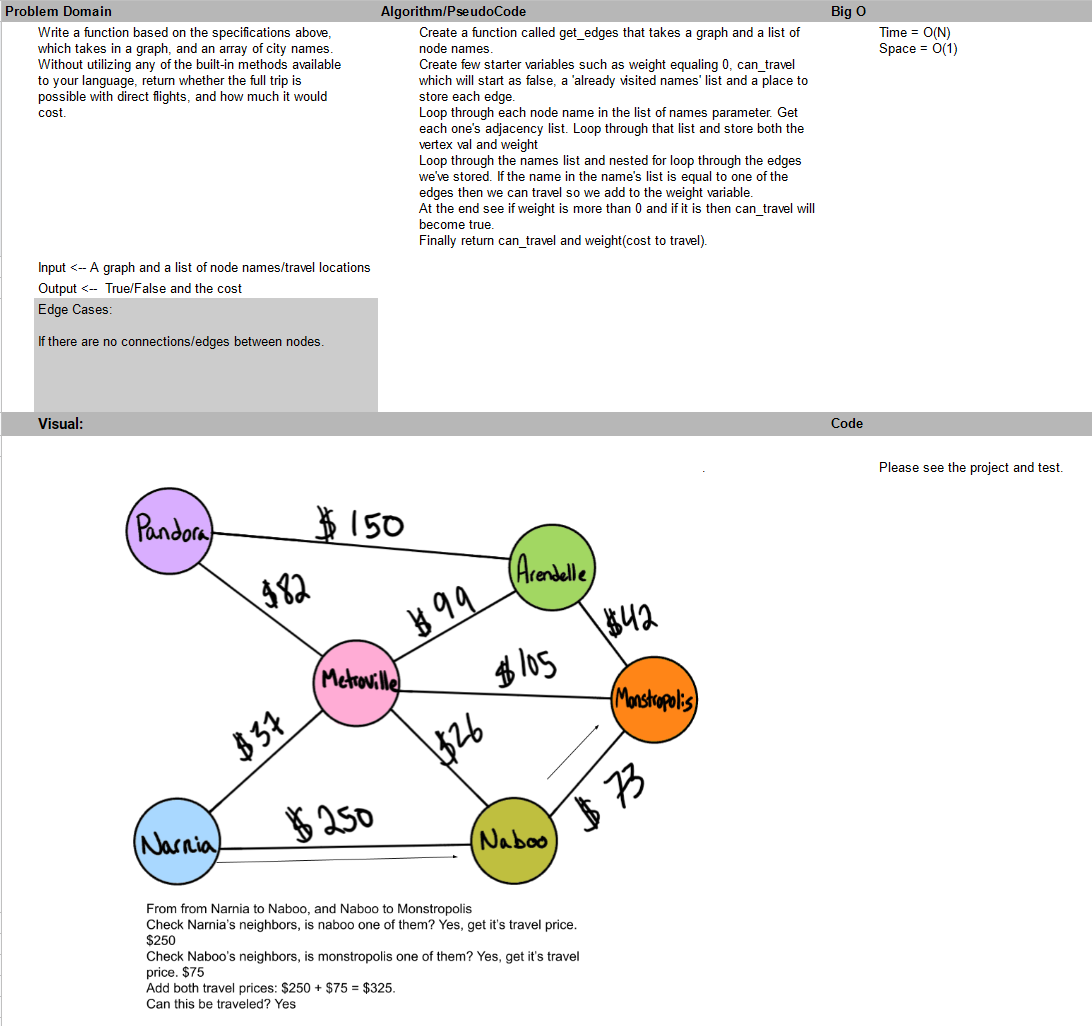 Problem Domain
Algorithm/PseudoCode
Big O
Write a function based on the specifications above,
which takes in a graph, and an array of city names.
Without utilizing any of the built-in methods available
to your language, return whether the full trip is
possible with direct flights, and how much it would
cost.
Create a function called get_edges that takes a graph and a list of
node names.
Create few starter variables such as weight equaling 0, can_travel
which will start as false, a 'already visited names' list and a place to
store each edge.
Loop through each node name in the list of names parameter. Get
each one's adjacency list. Loop through that list and store both the
vertex val and weight
Loop through the names list and nested for loop through the edges
we've stored. If the name in the name's list is equal to one of the
edges then we can travel so we add to the weight variable.
At the end see if weight is more than 0 and if it is then can_travel will
become true.
Finally return can_travel and weight(cost to travel).
Time = O(N)
Space = O(1)
Input <-- A graph and a list of node names/travel locations
Output <-- True/False and the cost
Edge Cases:
If there are no connections/edges between nodes.
Visual:
Code
.
Please see the project and test.
Pandora
$150
Arendelle
$82
$99
$42
Metroville
$105
Monstropolis
$37
$26
$73
Narnia
$250
Naboo
From from Narnia to Naboo, and Naboo to Monstropolis
Check Narnia's neighbors, is naboo one of them? Yes, get it's travel price.
$250
Check Naboo's neighbors, is monstropolis one of them? Yes, get it's travel
price. $75
Add both travel prices: $250 + $75 = $325.
Can this be traveled? Yes